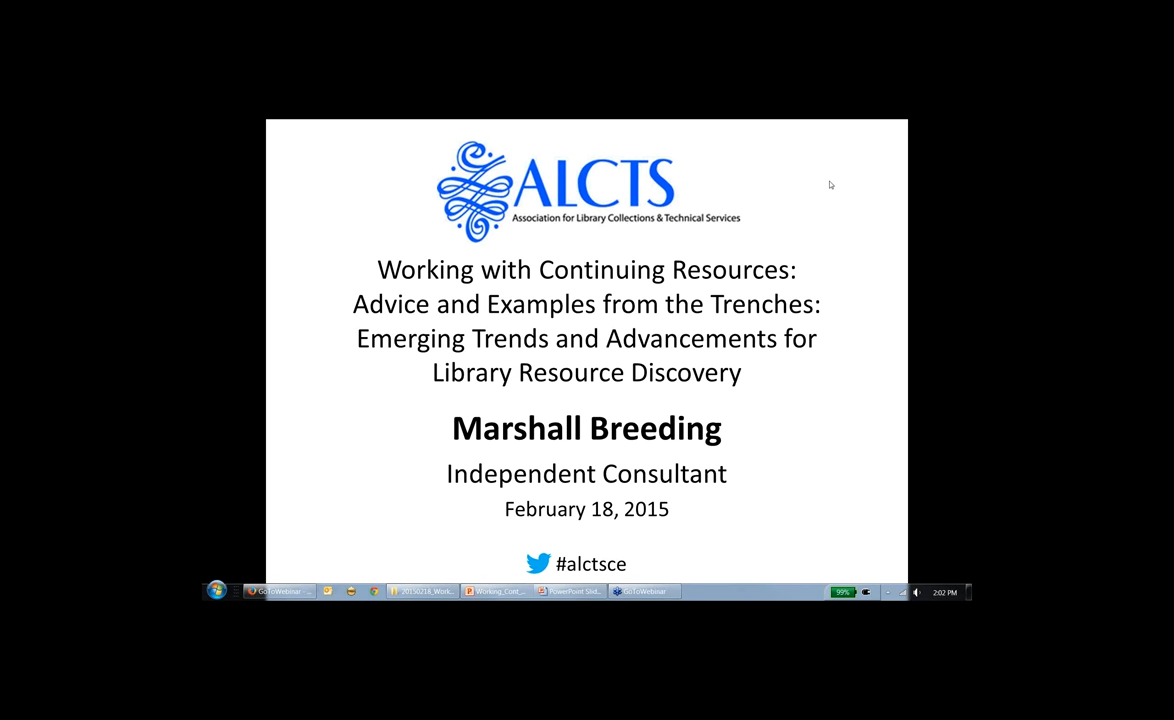 ALCTS
Association for Library Collections & Technical Services
Working with Continuing Resources:
Advice and Examples from the Trenches:
Emerging Trends and Advancements for
Library Resource Discovery
Marshall Breeding
Independent Consultant
February 18, 2015
#alctsce
GoToWebinar - ... 20150218_Work... Working_Cont_... PowerPoint Slid... GoToWebinar 99% 2:02 PM